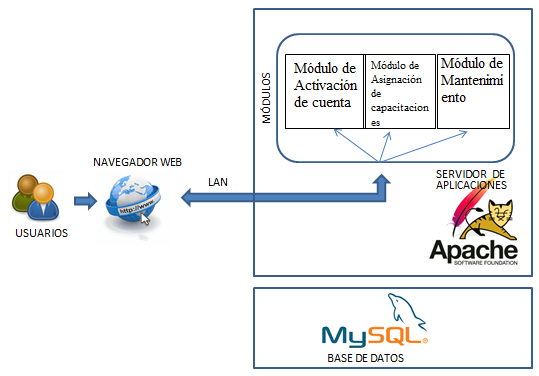 MÓDULOS
Módulo de
Activación
de cuenta
Módulo de
Asignación
de
capacitacion
es
Módulo de
Mantenimi
ento
NAVEGADOR WEB
LAN
http://www
USUARIOS
SERVIDOR DE
APLICACIONES
Apache
SOFTWARE FOUNDATION
MySQL®
BASE DE DATOS